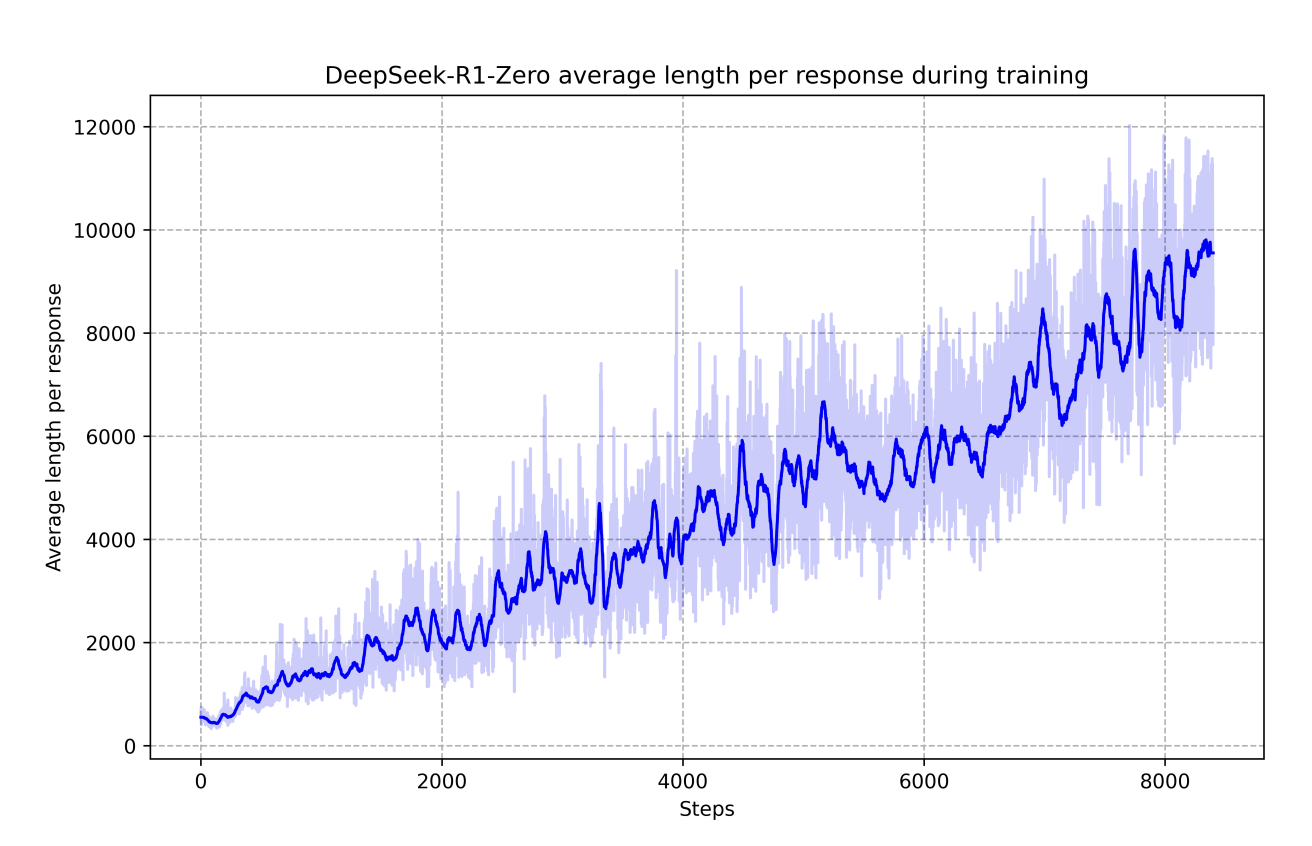 DeepSeek-R1-Zero average length per response during training
Average length per response
12000
10000
8000
6000
4000
2000
0
0 2000 4000 6000 8000
Steps